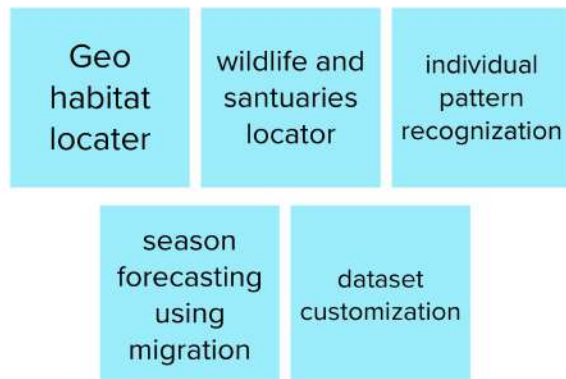 Geo
habitat
locater
wildlife and
santuaries
locator
individual
pattern
recognization
season
forecasting
using
migration
dataset
customization